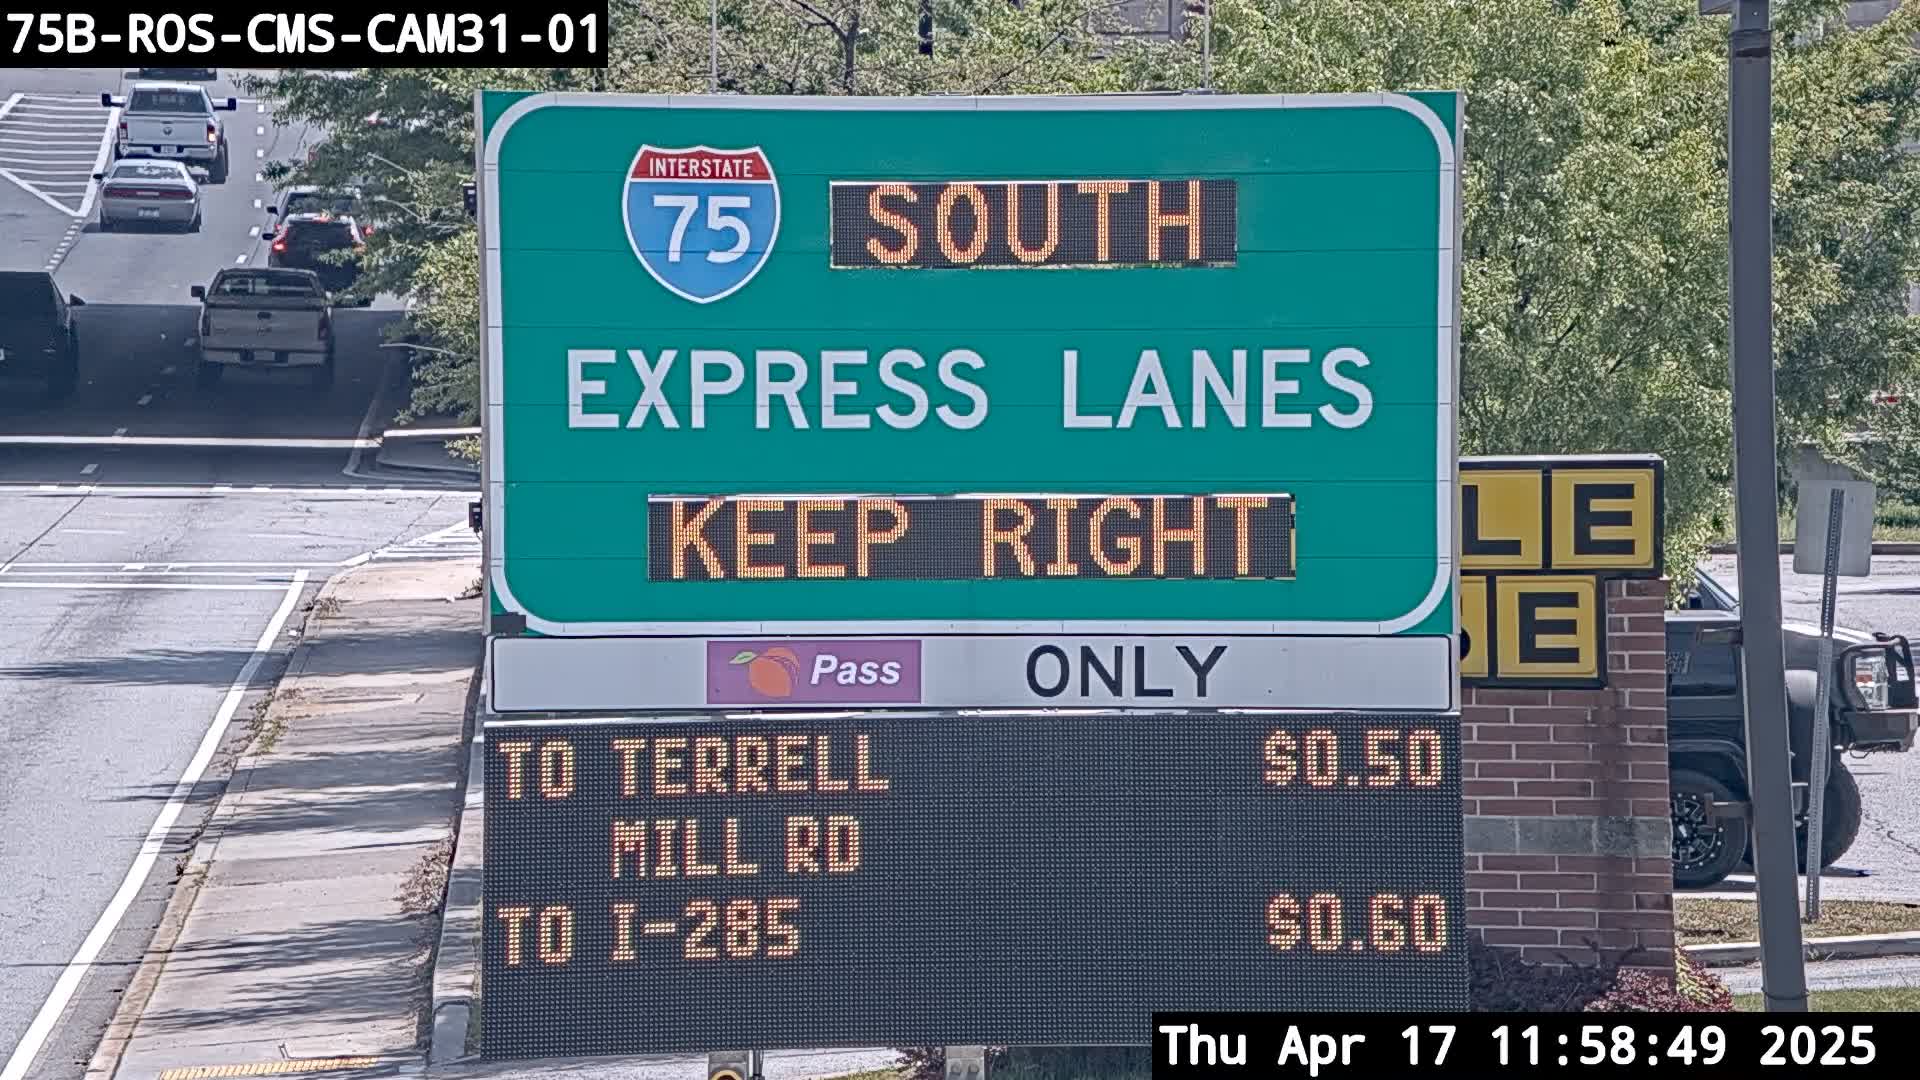 75B-ROS-CMS-CAM31-01
INTERSTATE
75
SOUTH
EXPRESS LANES
KEEP RIGHT
Pass ONLY
TO TERRELL $0.50
MILL RD
TO I-285 $0.60
LE
E
Thu Apr 17 11:58:49 2025